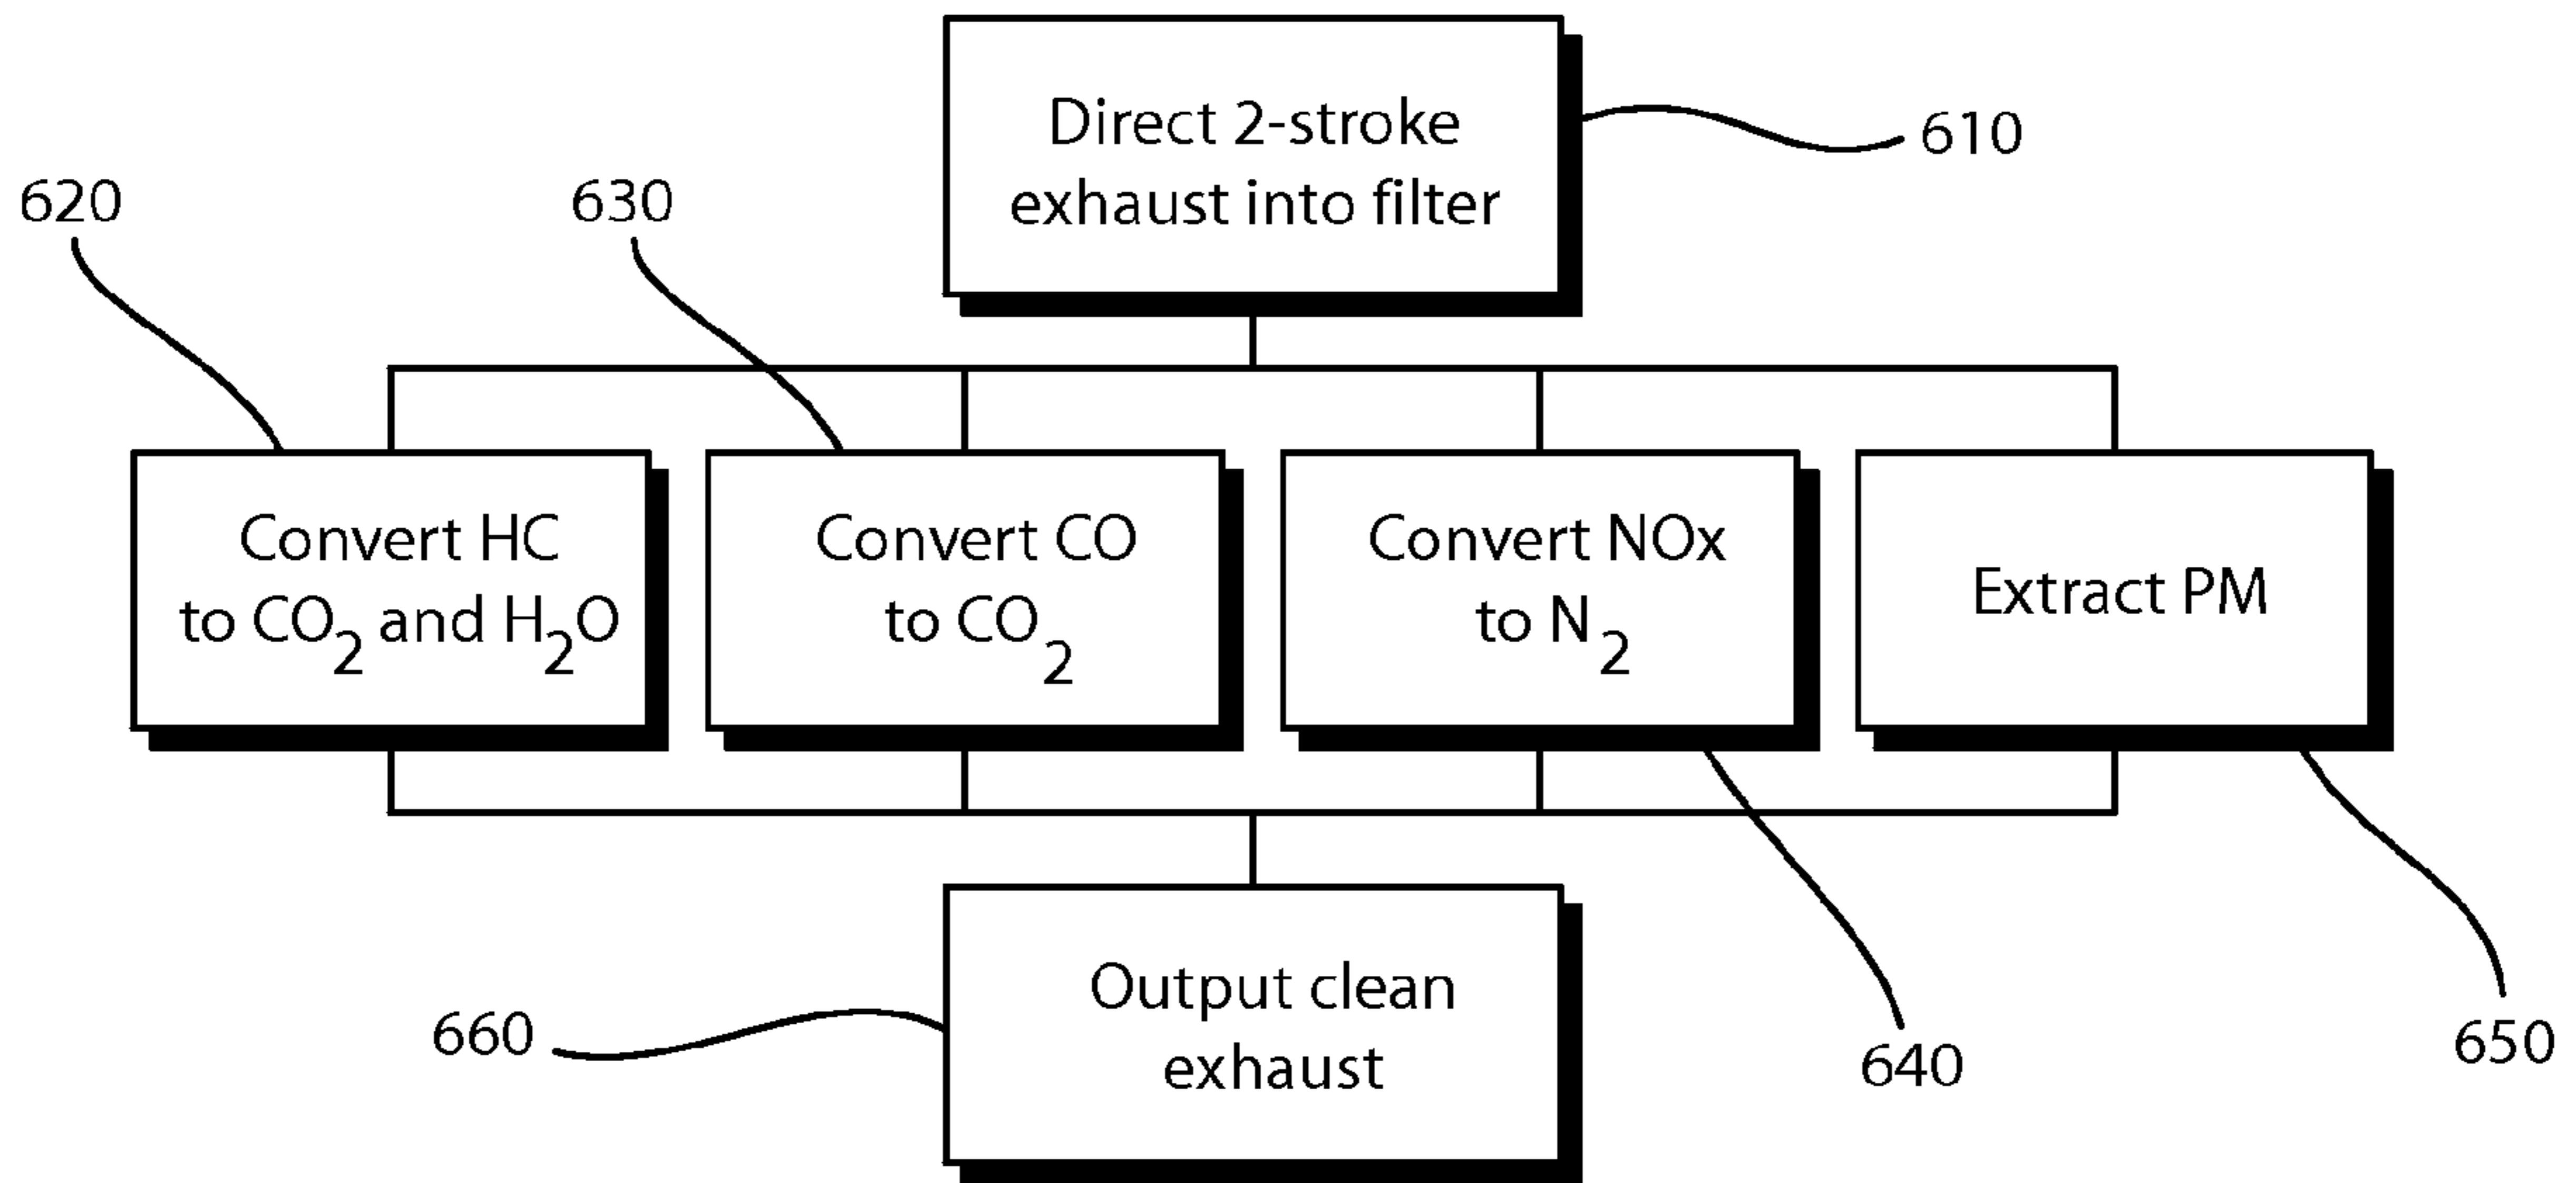 Direct 2-stroke
exhaust into filter
610
620
630
Convert HC
to CO₂ and H₂O
Convert CO
to CO₂
Convert NOx
to N₂
Extract PM
Output clean
exhaust
660
640
650